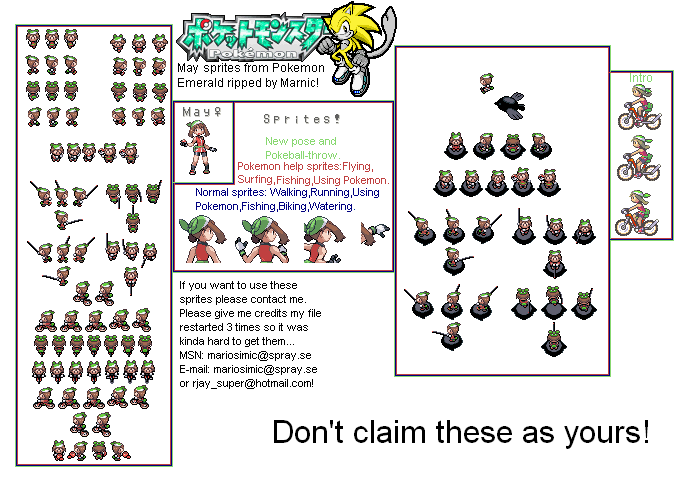 ポケットモンスター
Pokémon
May sprites from Pokemon
Emerald ripped by Marnic!
May♀
Sprites!
New pose and
Pokeball-throw.
Pokemon help sprites:Flying,
Surfing,Fishing,Using Pokemon.
Normal sprites: Walking,Running,Using
Pokemon,Fishing,Biking,Watering.
Intro
If you want to use these
sprites please contact me.
Please give me credits my file
restarted 3 times so it was
kinda hard to get them...
MSN: mariosimic@spray.se
E-mail: mariosimic@spray.se
or rjay_super@hotmail.com!
Don't claim these as yours!